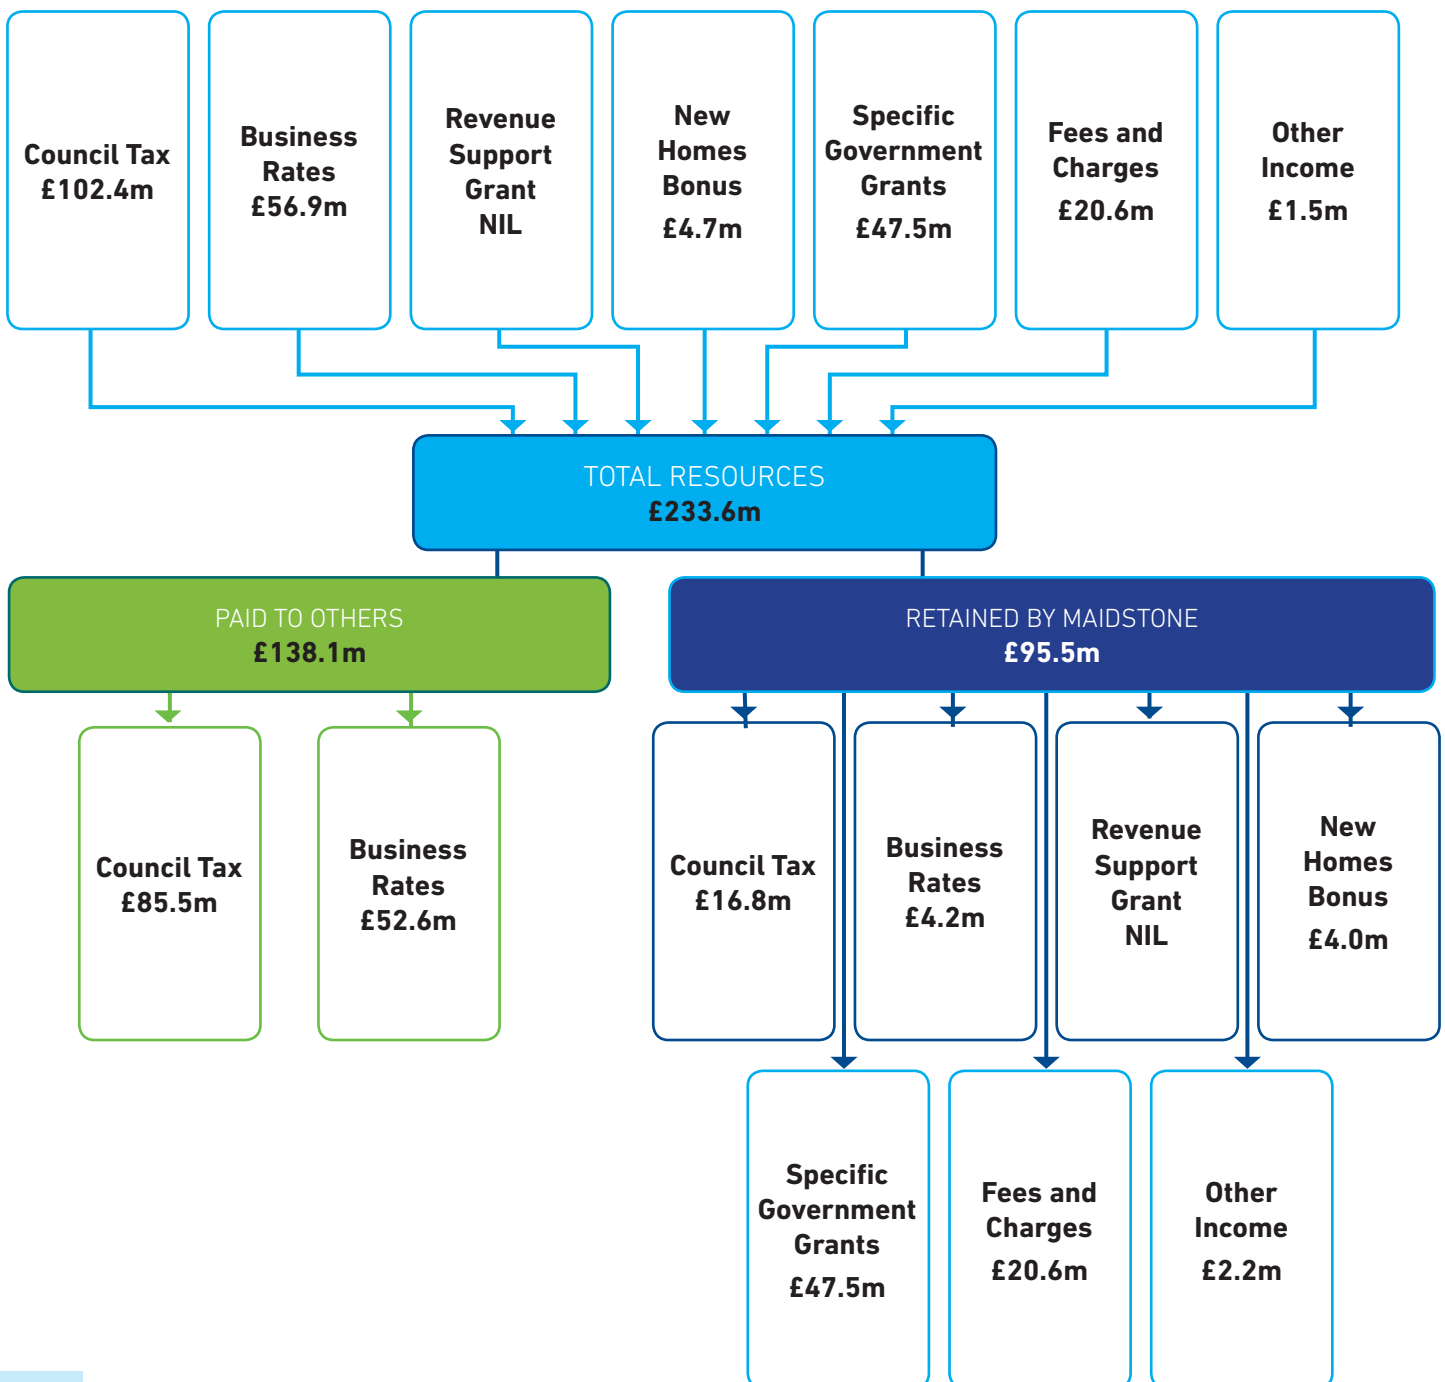 Council Tax
£102.4m
Business
Rates
£56.9m
Revenue
Support
Grant
NIL
New
Homes
Bonus
£4.7m
Specific
Government
Grants
£47.5m
Fees and
Charges
£20.6m
Other
Income
£1.5m
TOTAL RESOURCES
£233.6m
PAID TO OTHERS
£138.1m
RETAINED BY MAIDSTONE
£95.5m
Council Tax
£85.5m
Business
Rates
£52.6m
Council Tax
£16.8m
Business
Rates
£4.2m
Revenue
Support
Grant
NIL
New
Homes
Bonus
£4.0m
Specific
Government
Grants
£47.5m
Fees and
Charges
£20.6m
Other
Income
£2.2m